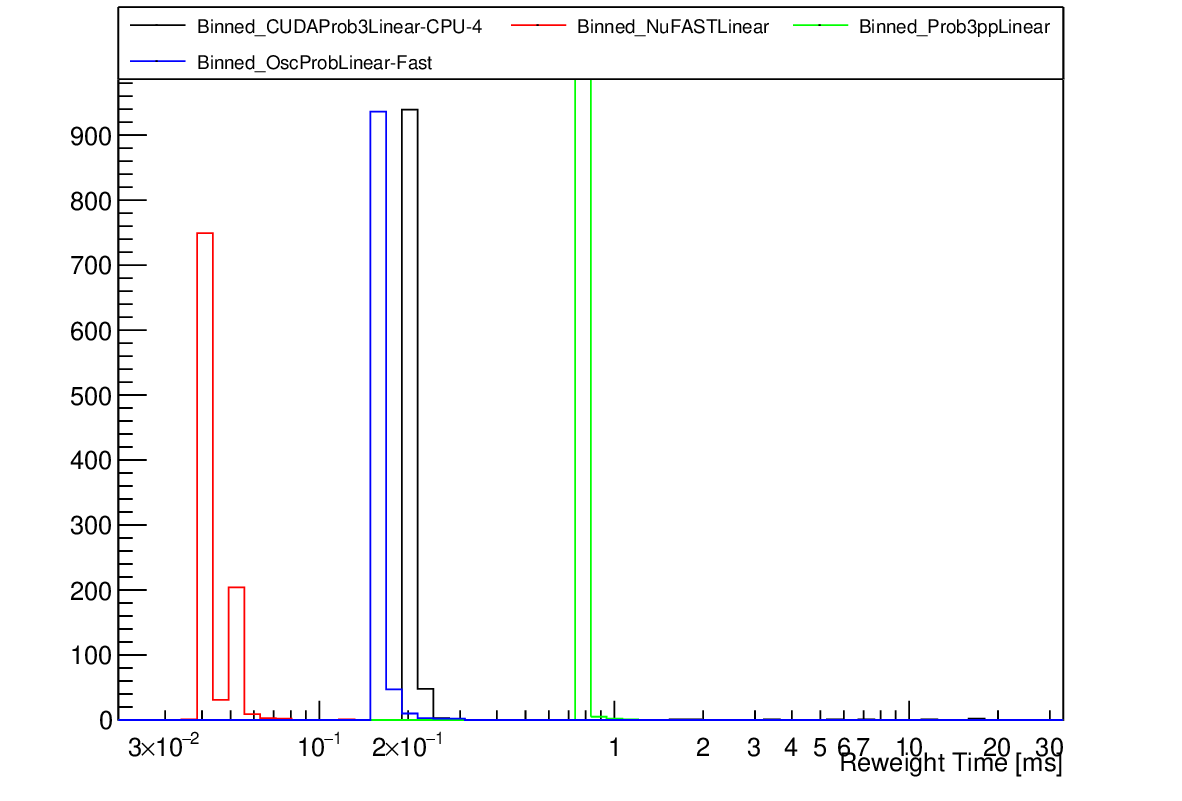 Binned_CUDAProb3Linear-CPU-4 Binned_NuFASTLinear Binned_Prob3ppLinear
Binned_OscProbLinear-Fast
900
800
700
600
500
400
300
200
100
0
3×10⁻² 10⁻¹ 2×10⁻¹ 1 2 3 4 5 6 7 10 20 30
Reweight Time [ms]